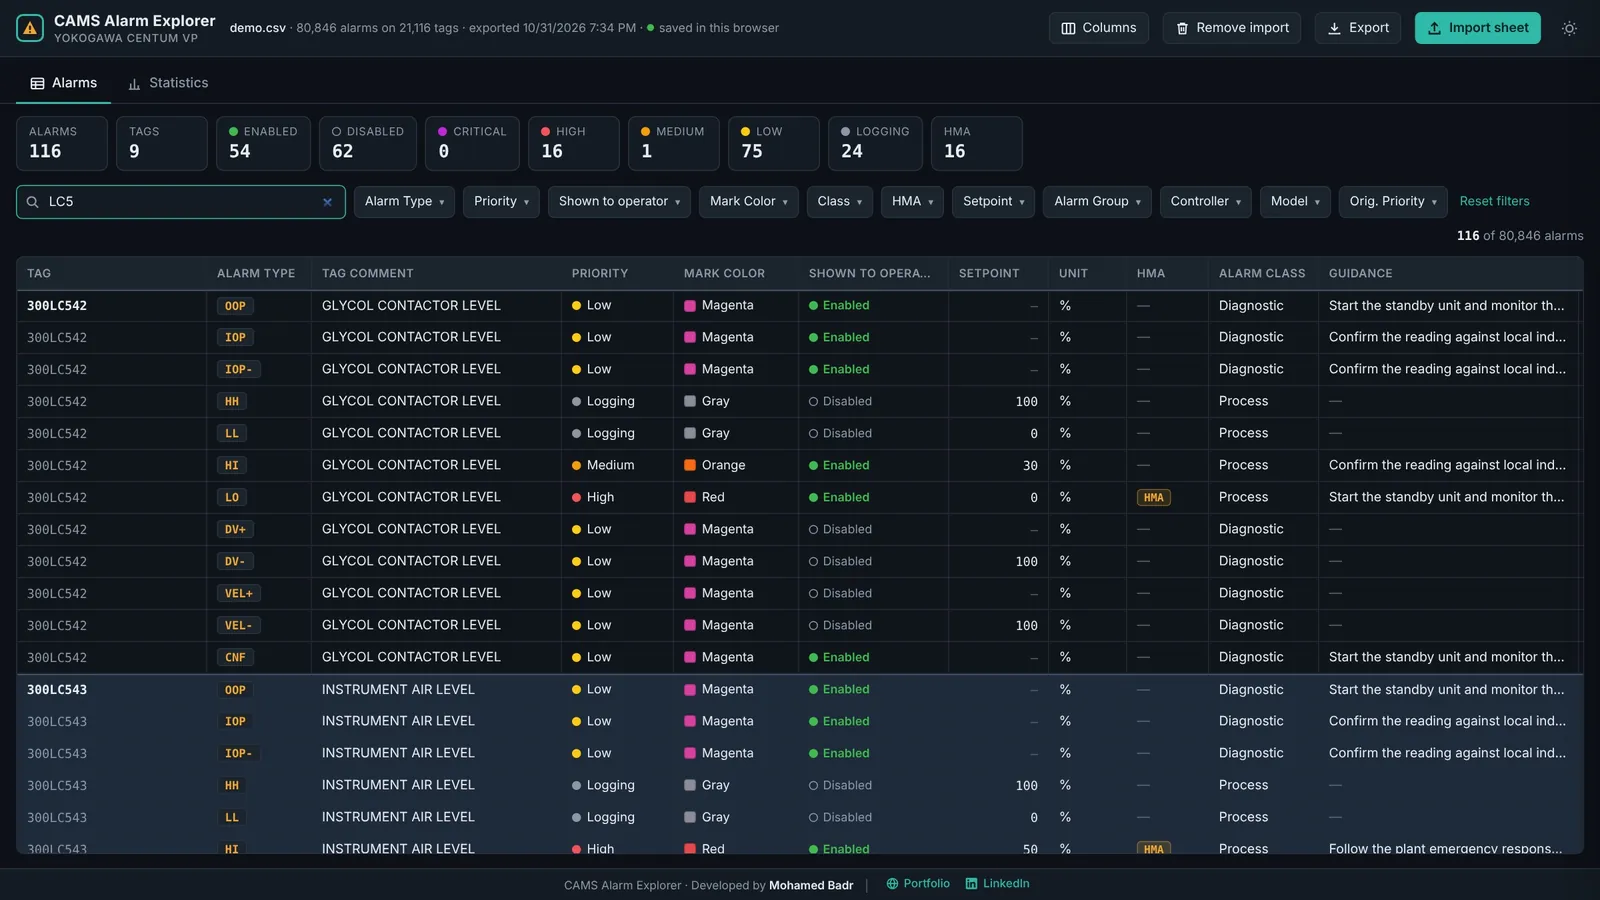 CAMS Alarm Explorer
YOKOGAWA CENTUM VP
demo.csv · 80,846 alarms on 21,116 tags · exported 10/31/2026 7:34 PM · saved in this browser
Columns Remove import Export Import sheet
Alarms Statistics
ALARMS TAGS ENABLED DISABLED CRITICAL HIGH MEDIUM LOW LOGGING HMA
116 9 54 62 0 16 1 75 24 16
LC5 Alarm Type Priority Shown to operator Mark Color Class HMA Setpoint Alarm Group Controller Model Orig. Priority Reset filters
116 of 80,846 alarms
TAG ALARM TYPE TAG COMMENT PRIORITY MARK COLOR SHOWN TO OPERA... SETPOINT UNIT HMA ALARM CLASS GUIDANCE
300LC542 OOP GLYCOL CONTACTOR LEVEL Low Magenta Enabled – % — Diagnostic Start the standby unit and monitor th...
300LC542 IOP GLYCOL CONTACTOR LEVEL Low Magenta Enabled – % — Diagnostic Confirm the reading against local ind...
300LC542 IOP- GLYCOL CONTACTOR LEVEL Low Magenta Enabled – % — Diagnostic Confirm the reading against local ind...
300LC542 HH GLYCOL CONTACTOR LEVEL Logging Gray Disabled 100 % — Process —
300LC542 LL GLYCOL CONTACTOR LEVEL Logging Gray Disabled 0 % — Process —
300LC542 HI GLYCOL CONTACTOR LEVEL Medium Orange Enabled 30 % — Process Confirm the reading against local ind...
300LC542 LO GLYCOL CONTACTOR LEVEL High Red Enabled 0 % HMA Process Start the standby unit and monitor th...
300LC542 DV+ GLYCOL CONTACTOR LEVEL Low Magenta Disabled – % — Diagnostic —
300LC542 DV- GLYCOL CONTACTOR LEVEL Low Magenta Disabled 100 % — Diagnostic —
300LC542 VEL+ GLYCOL CONTACTOR LEVEL Low Magenta Disabled – % — Diagnostic —
300LC542 VEL- GLYCOL CONTACTOR LEVEL Low Magenta Disabled 100 % — Diagnostic —
300LC542 CNF GLYCOL CONTACTOR LEVEL Low Magenta Enabled – % — Diagnostic Start the standby unit and monitor th...
300LC543 OOP INSTRUMENT AIR LEVEL Low Magenta Enabled – % — Diagnostic Start the standby unit and monitor th...
300LC543 IOP INSTRUMENT AIR LEVEL Low Magenta Enabled – % — Diagnostic Confirm the reading against local ind...
300LC543 IOP- INSTRUMENT AIR LEVEL Low Magenta Enabled – % — Diagnostic Confirm the reading against local ind...
300LC543 HH INSTRUMENT AIR LEVEL Logging Gray Disabled 100 % — Process —
300LC543 LL INSTRUMENT AIR LEVEL Logging Gray Disabled 0 % — Process —
300LC543 HI INSTRUMENT AIR LEVEL High Red Enabled 50 % HMA Process Follow the plant emergency respons...
CAMS Alarm Explorer · Developed by Mohamed Badr | Portfolio LinkedIn